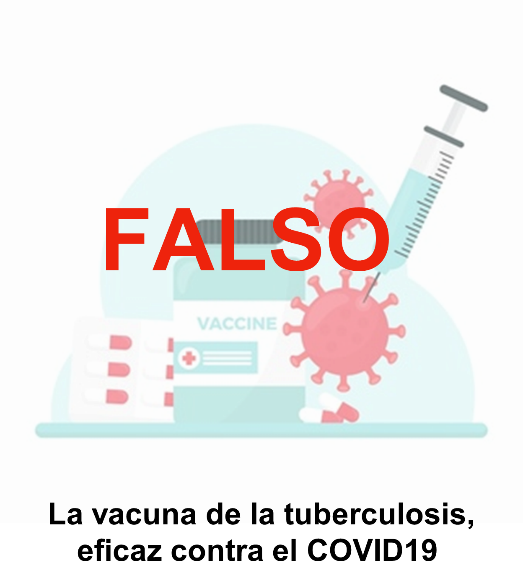 FALSO
VACCINE
La vacuna de la tuberculosis,
eficaz contra el COVID19